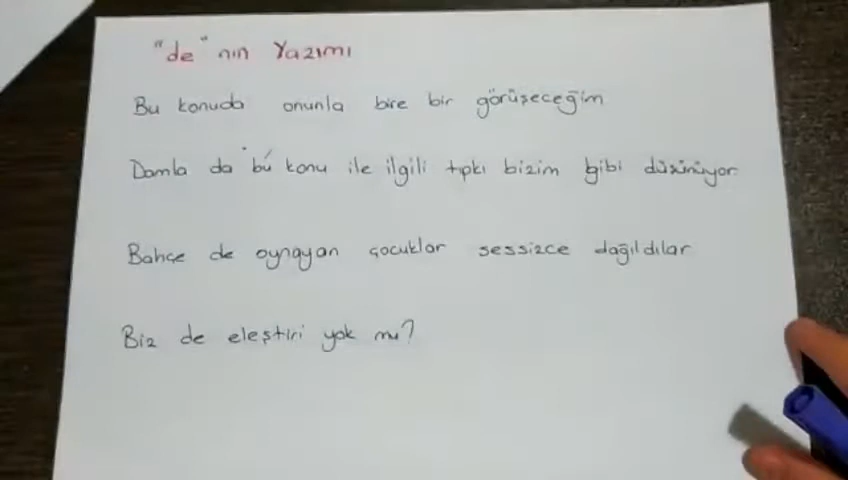 "de" nin Yazımı
Bu konuda onunla bire bir görüşeceğim
Damla da bu konu ile ilgili tıpkı bizim gibi düşünüyor.
Bahçe de oynayan çocuklar sessizce dağıldılar
Biz de eleştiri yok mu?